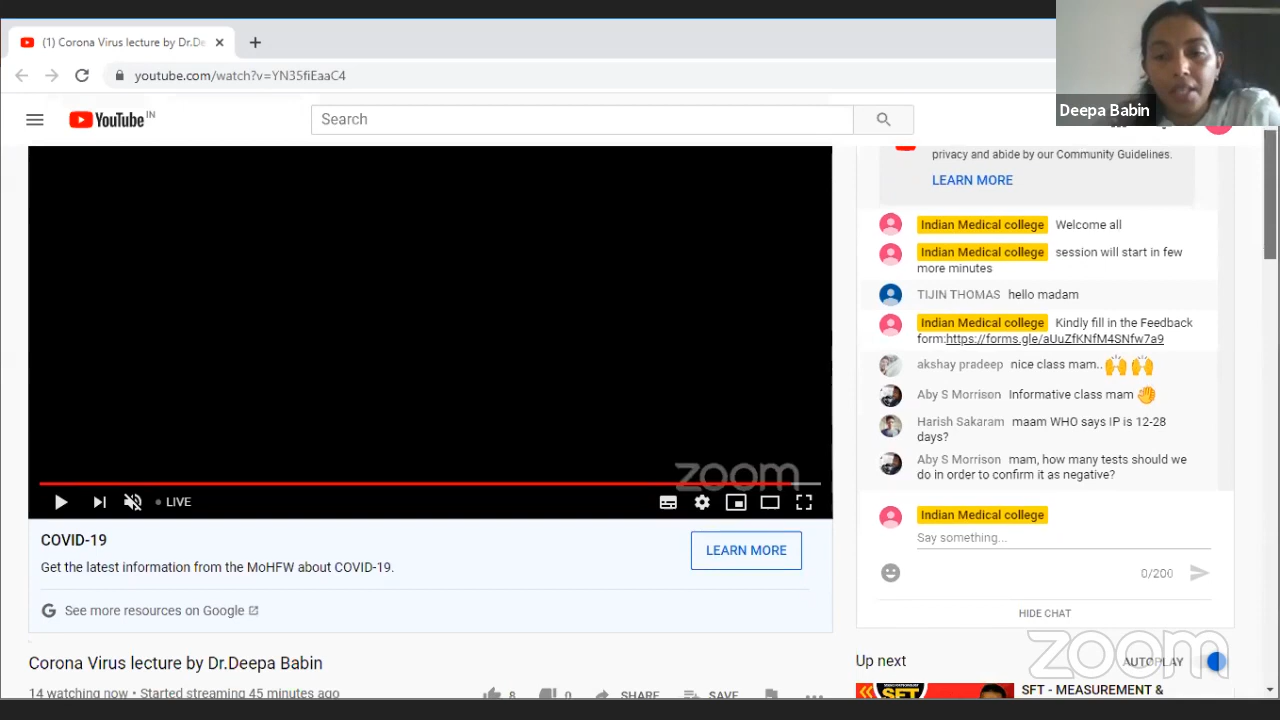 (1) Corona Virus lecture by Dr.De
youtube.com/watch?v=YN35fiEaaC4
Deepa Babin
YouTube IN
Search
privacy and abide by our Community Guidelines.
LEARN MORE
Indian Medical college Welcome all
Indian Medical college session will start in few
more minutes
TIJIN THOMAS hello madam
Indian Medical college Kindly fill in the Feedback
form:https://forms.gle/aUuZfKNfM4SNfw7a9
akshay pradeep nice class mam..
Aby S Morrison Informative class mam
Harish Sakaram maam WHO says IP is 12-28
days?
Aby S Morrison mam, how many tests should we
do in order to confirm it as negative?
Indian Medical college
Say something...
0/200
HIDE CHAT
zoom
LIVE
COVID-19
Get the latest information from the MoHFW about COVID-19.
LEARN MORE
See more resources on Google
Corona Virus lecture by Dr.Deepa Babin
14 watching now • Started streaming 45 minutes ago
8 0 SHARE SAVE
zoom
Up next
AUTOPLAY
SFT
SFT - MEASUREMENT &